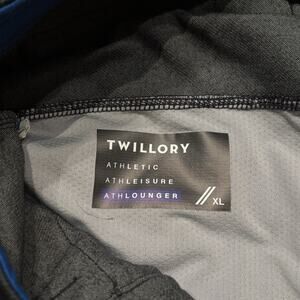 TWILLORY
ATHLETIC
ATHLEISURE
ATHLOUNGER
XL